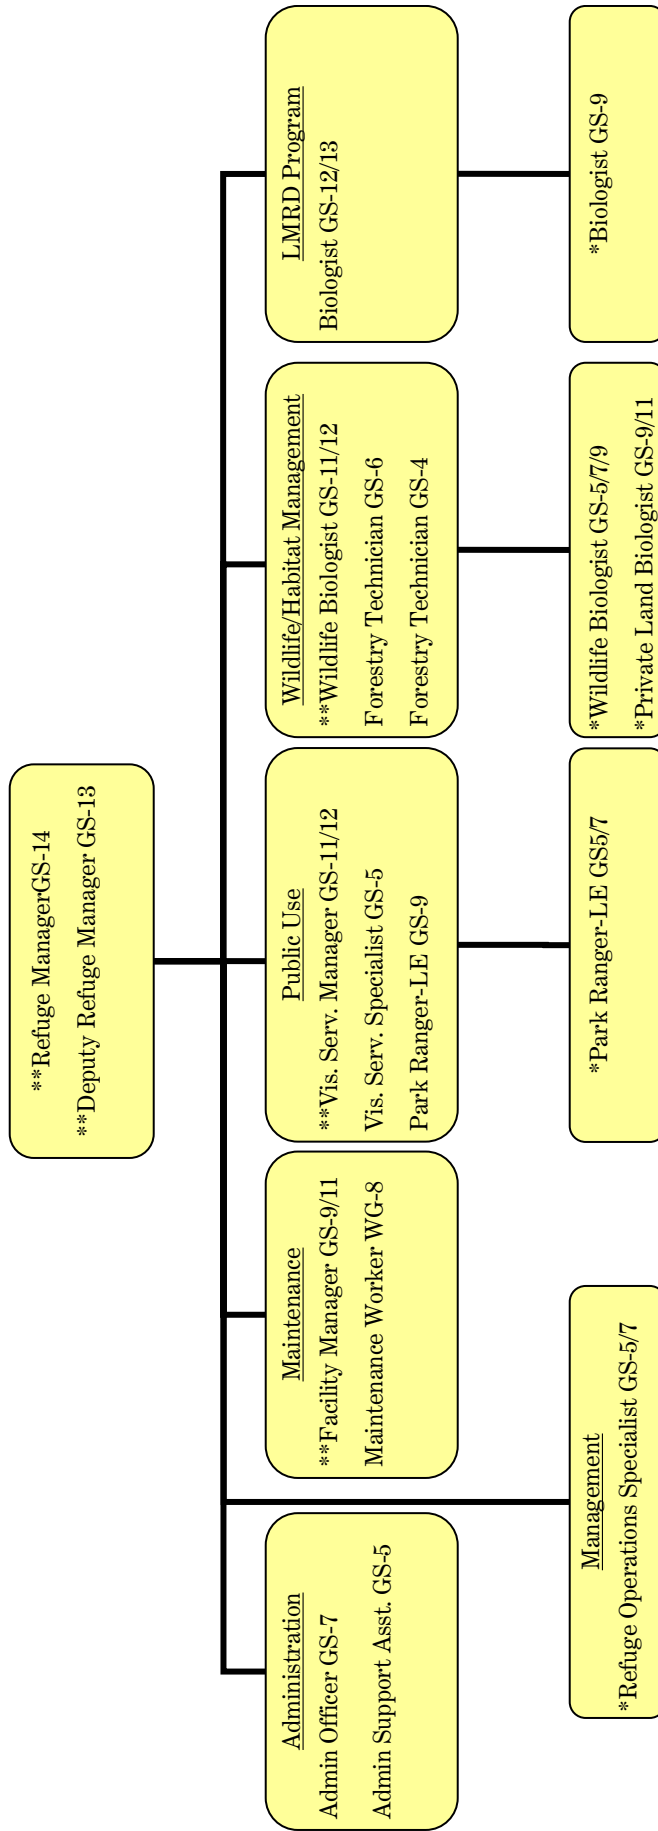 **Refuge ManagerGS-14
**Deputy Refuge Manager GS-13
Administration
Admin Officer GS-7
Admin Support Asst. GS-5
Maintenance
**Facility Manager GS-9/11
Maintenance Worker WG-8
Public Use
**Vis. Serv. Manager GS-11/12
Vis. Serv. Specialist GS-5
Park Ranger-LE GS-9
Wildlife/Habitat Management
**Wildlife Biologist GS-11/12
Forestry Technician GS-6
Forestry Technician GS-4
LMRD Program
Biologist GS-12/13
Management
*Refuge Operations Specialist GS-5/7
*Park Ranger-LE GS5/7
*Wildlife Biologist GS-5/7/9
*Private Land Biologist GS-9/11
*Biologist GS-9